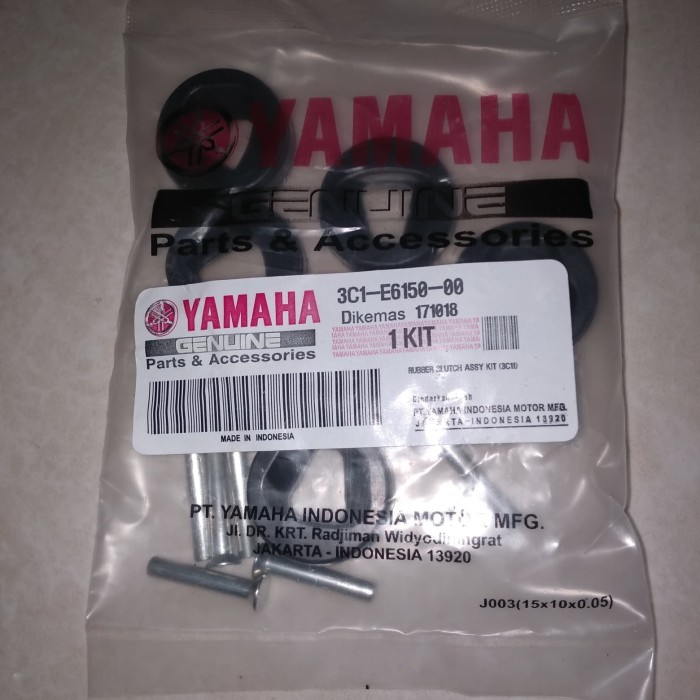 YAMAHA
GENUINE
Parts & Accessories
YAMAHA
GENUINE
Parts & Accessories
3C1-E6150-00
Dikemas 171018
1 KIT
RUBBER CLUTCH ASSY KIT (3C1)
MADE IN INDONESIA
PT. YAMAHA INDONESIA MOTOR MFG.
JAKARTA-INDONESIA 13920
PT. YAMAHA INDONESIA MOTOR MFG.
Jl. DR. KRT. Radjiman Widyodiningrat
JAKARTA - INDONESIA 13920
J003(15x10x0.05)